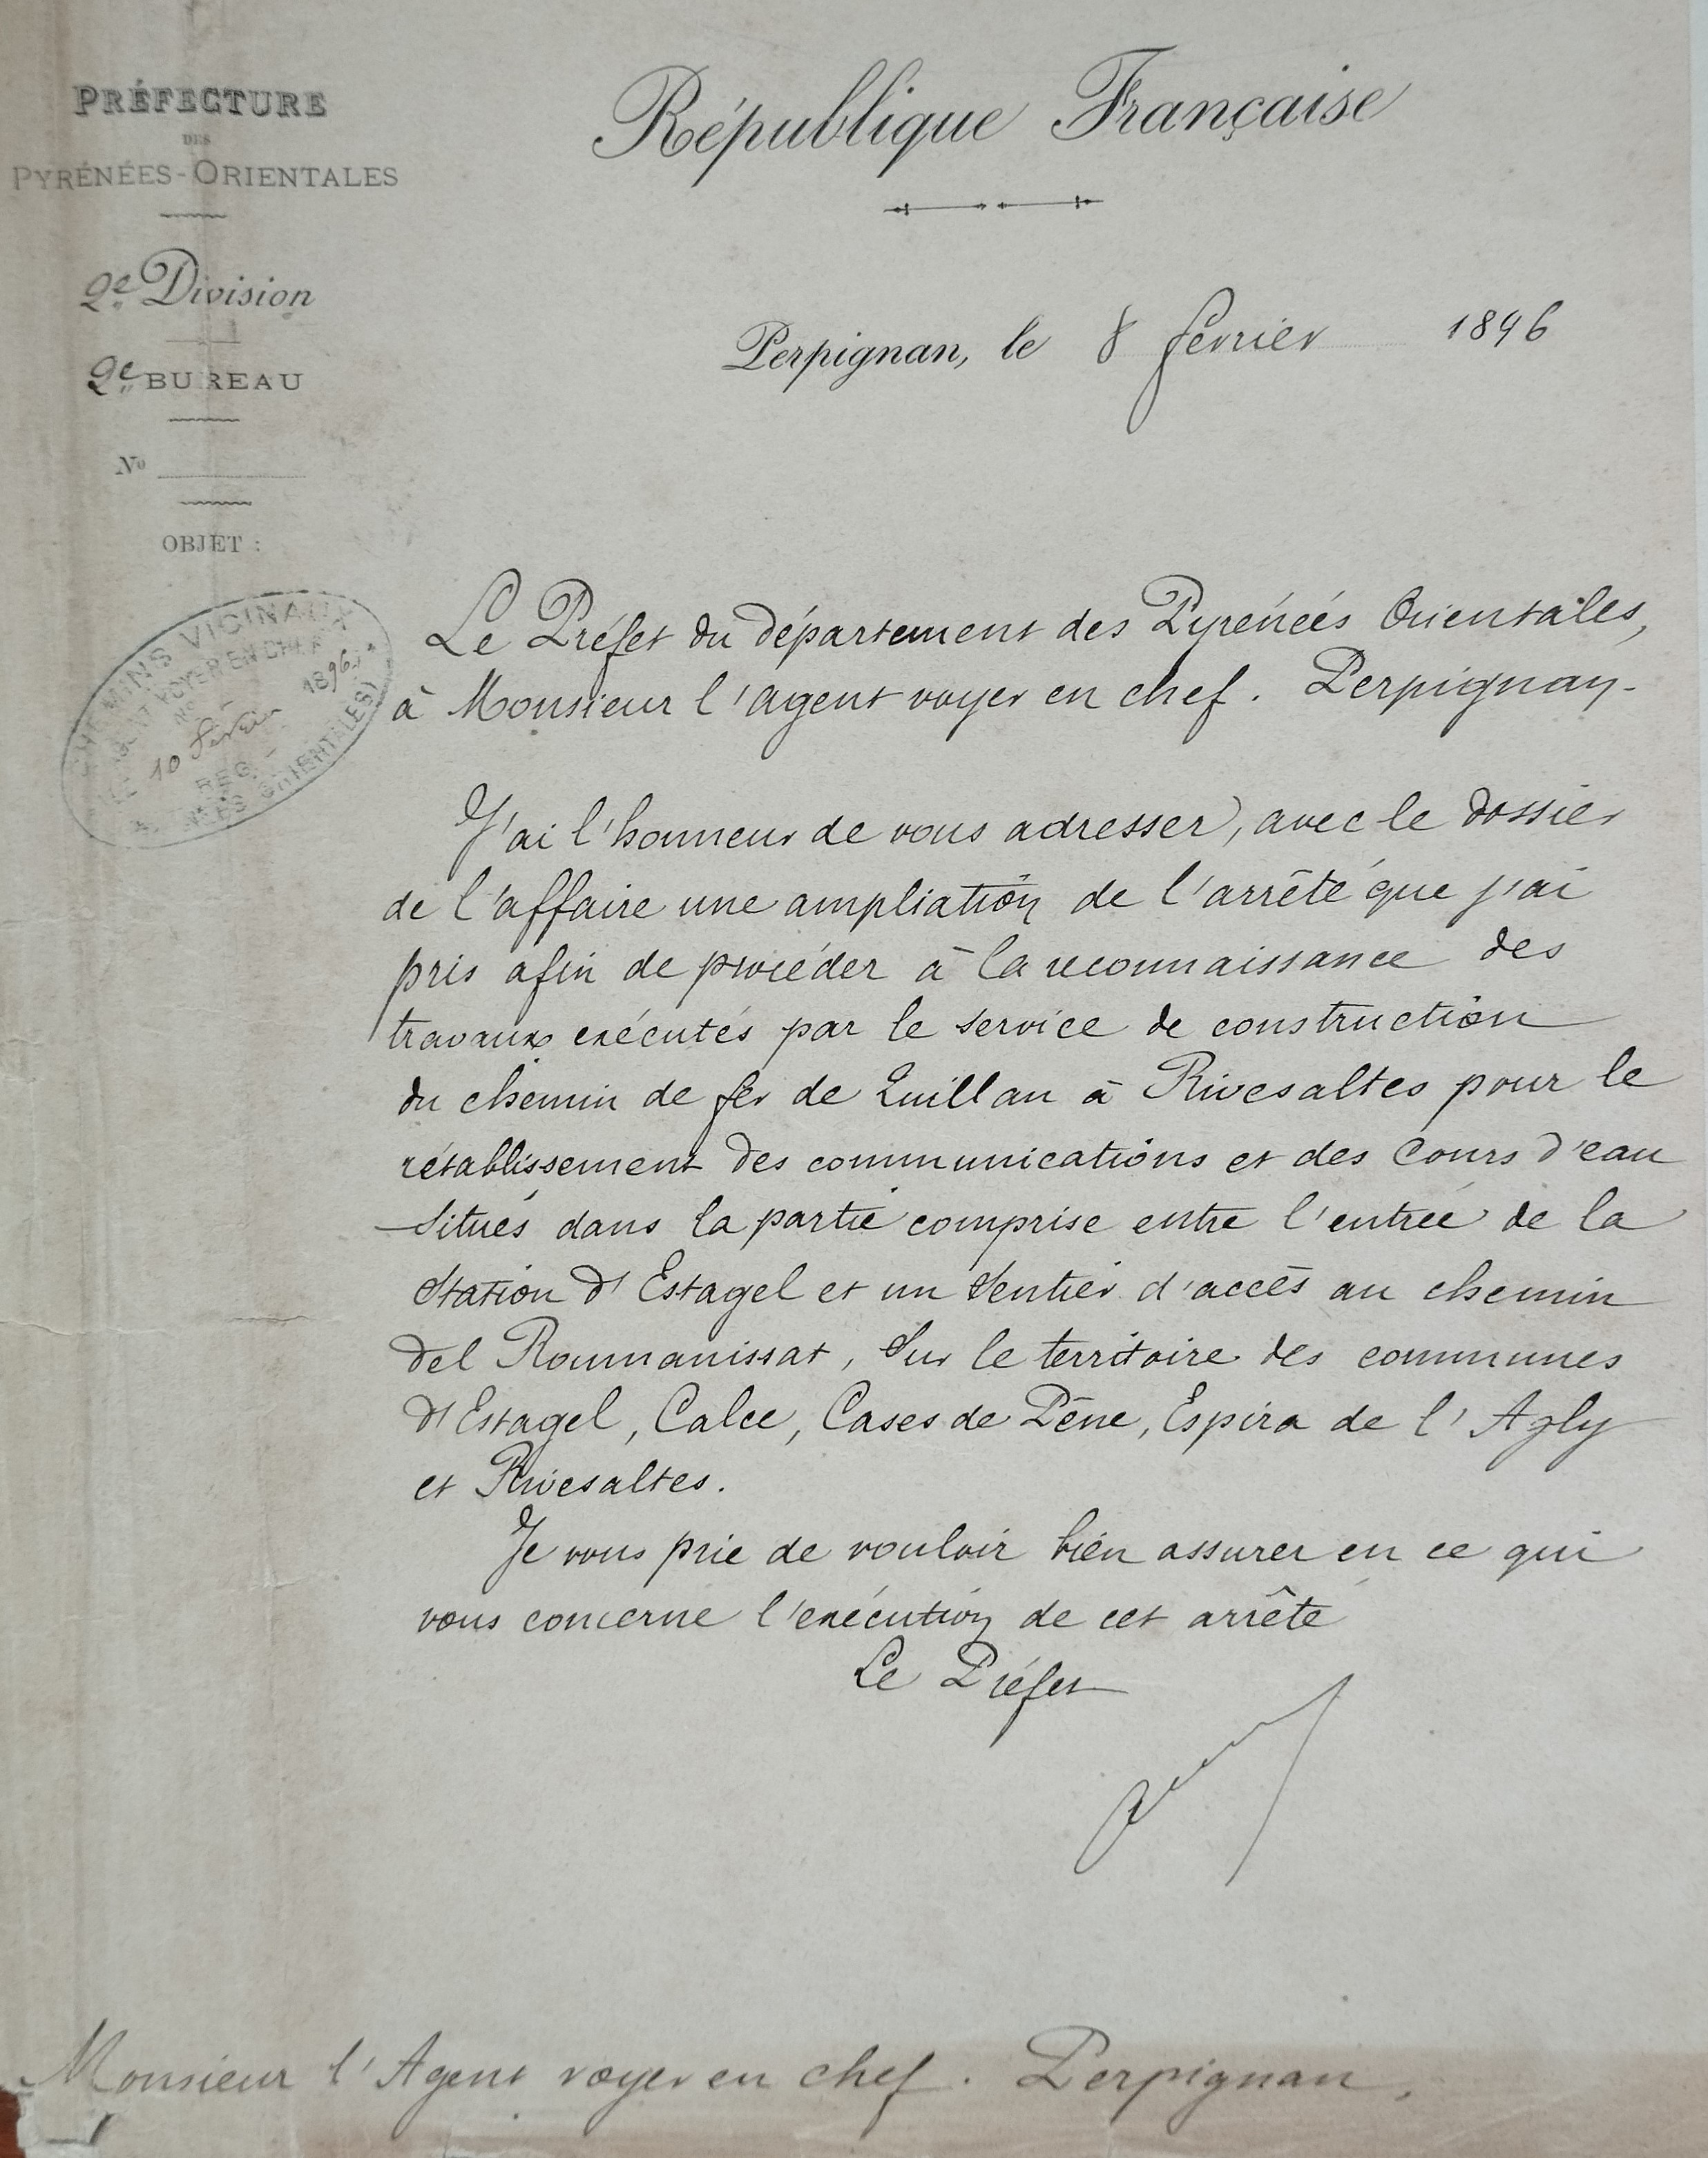 PRÉFECTURE
DES
PYRÉNÉES-ORIENTALES
2e Division
2e BUREAU
No
OBJET :
République Française
Perpignan, le 8 février 1896
CHEMINS VICINAUX
AGENT VOYER EN CHEF
No
10 février 1896
REG.
ORIENTALES)
Le Préfet du département des Pyrénéés Orientales,
à Monsieur l'agent voyer en chef. Perpignan.
J'ai l'honneur de vous adresser, avec le dossier
de l'affaire une ampliation de l'arrêté que j'ai
pris afin de procéder à la reconnaissance des
travaux exécutés par le service de construction
du chemin de fer de Quillan à Rivesaltes pour le
rétablissement des communications et des cours d'eau
situés dans la partie comprise entre l'entrée de la
Station d'Estagel et un sentier d'accès au chemin
del Roumanissat, sur le territoire des communes
d'Estagel, Calce, Cases de Pène, Espira de l'Agly
et Rivesaltes.
Je vous prie de vouloir bien assurer en ce qui
vous concerne l'exécution de cet arrêté
Le Préfet
Monsieur l'Agent voyer en chef. Perpignan.